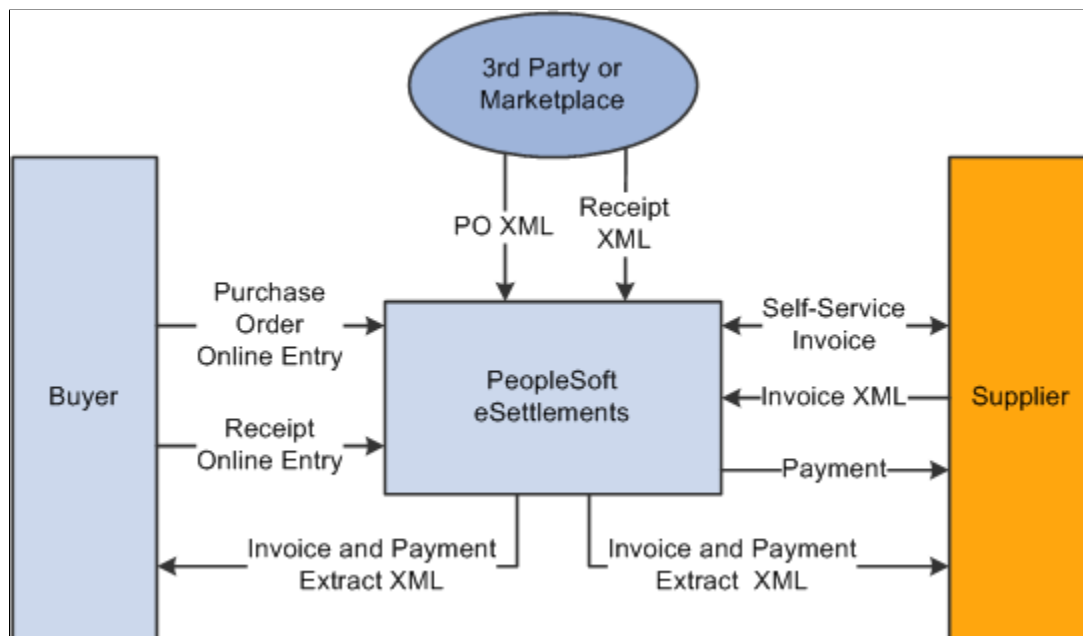 3rd Party or
Marketplace
PO XML
Receipt
XML
Purchase
Order
Online Entry
Self-Service
Invoice
Buyer
PeopleSoft
eSettlements
Invoice XML
Supplier
Receipt
Online Entry
Payment
Invoice and Payment
Extract XML
Invoice and Payment
Extract XML